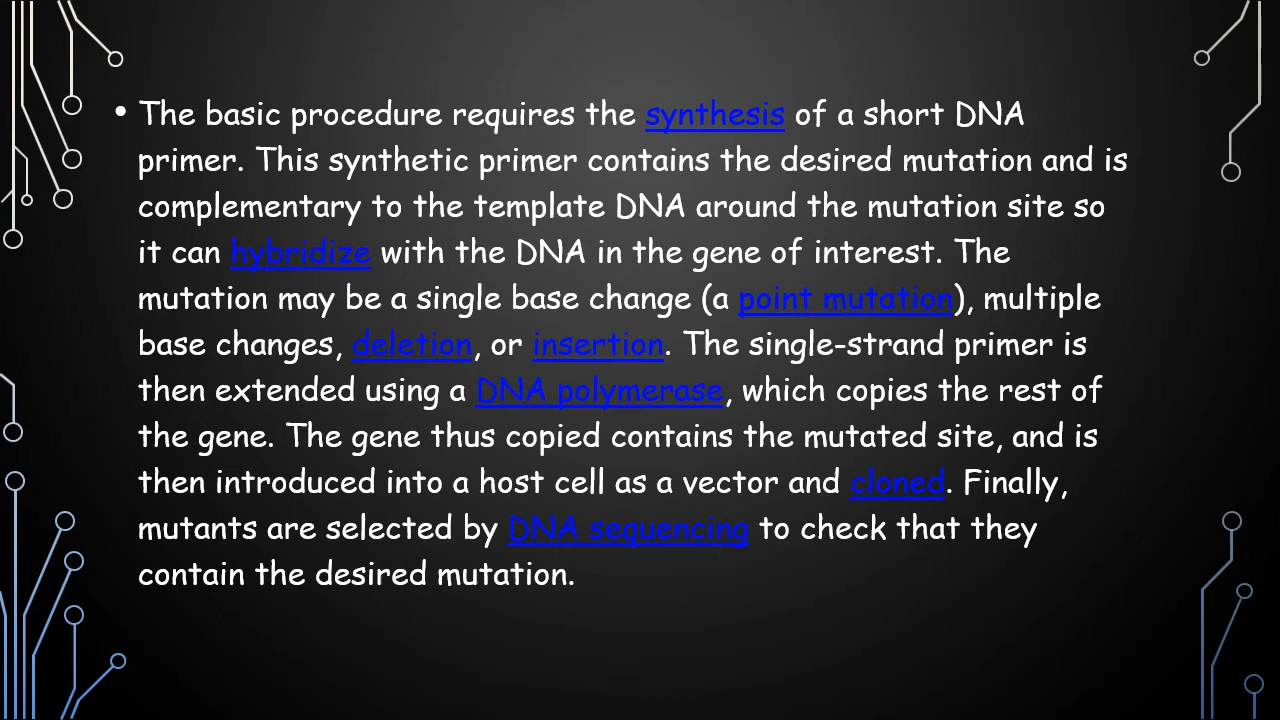 • The basic procedure requires the synthesis of a short DNA
primer. This synthetic primer contains the desired mutation and is
complementary to the template DNA around the mutation site so
it can hybridize with the DNA in the gene of interest. The
mutation may be a single base change (a point mutation), multiple
base changes, deletion, or insertion. The single-strand primer is
then extended using a DNA polymerase, which copies the rest of
the gene. The gene thus copied contains the mutated site, and is
then introduced into a host cell as a vector and cloned. Finally,
mutants are selected by DNA sequencing to check that they
contain the desired mutation.